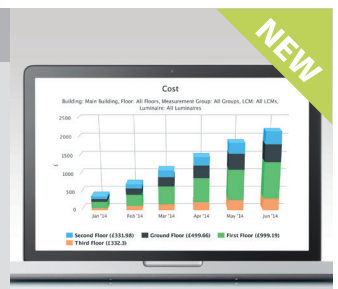 NEW
Cost
Building: Main Building, Floor: All Floors, Measurement Group: All Groups, LCM: All LCMs,
Luminaire: All Luminaires
2500
2000
1500
1000
500
0
£
Jan '14 Feb '14 Mar '14 Apr '14 May '14 Jun '14
Second Floor (£331.98) Ground Floor (£499.66) First Floor (£999.19)
Third Floor (£332.3)